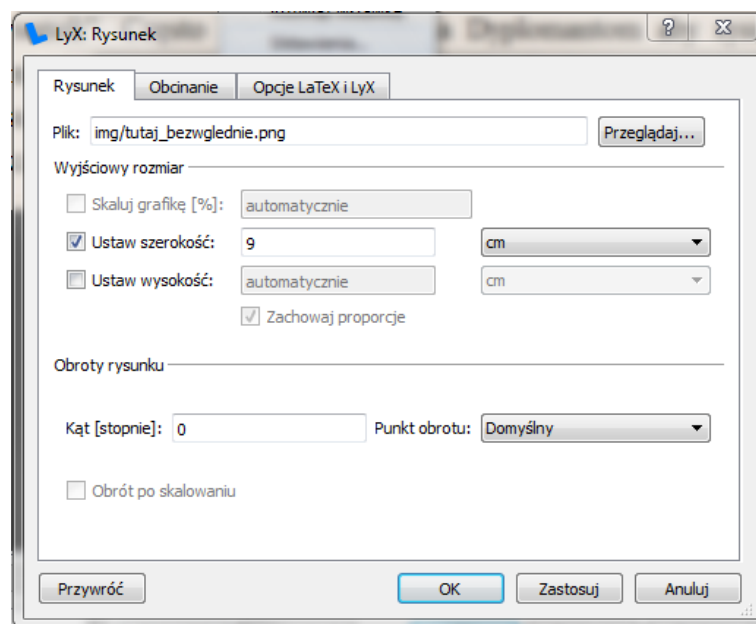 LyX: Rysunek
Rysunek Obcinanie Opcje LaTeX i LyX
Plik: img/tutaj_bezwglednie.png Przeglądaj...
Wyjściowy rozmiar
Skaluj grafikę [%]: automatycznie
Ustaw szerokość: 9 cm
Ustaw wysokość: automatycznie cm
Zachowaj proporcje
Obroty rysunku
Kąt [stopnie]: 0 Punkt obrotu: Domyślny
Obrót po skalowaniu
Przywróć OK Zastosuj Anuluj